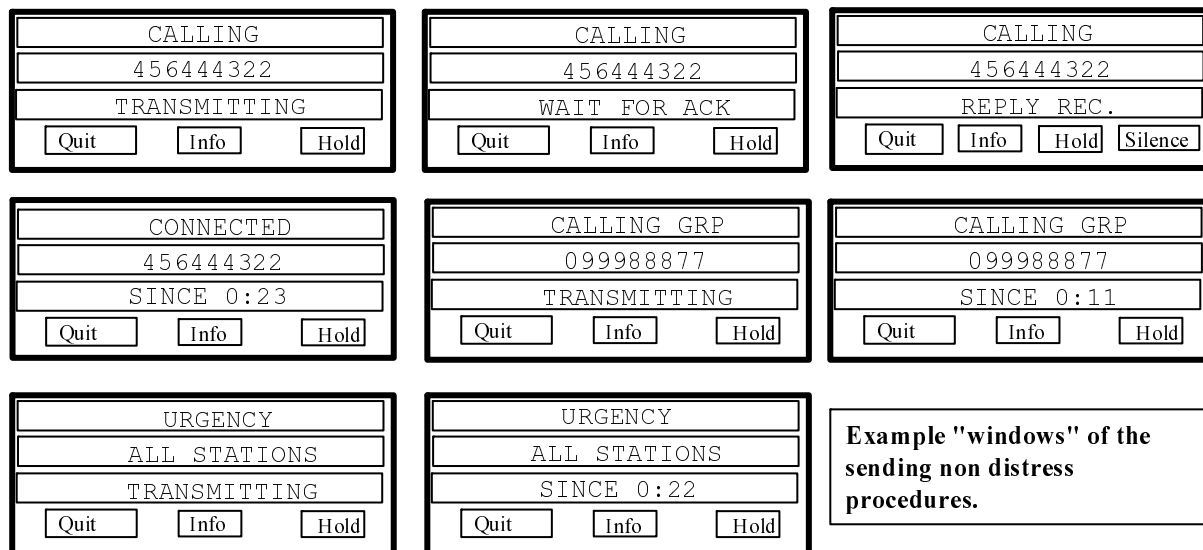 CALLING
456444322
TRANSMITTING
Quit Info Hold
CALLING
456444322
WAIT FOR ACK
Quit Info Hold
CALLING
456444322
REPLY REC.
Quit Info Hold Silence
CONNECTED
456444322
SINCE 0:23
Quit Info Hold
CALLING GRP
099988877
TRANSMITTING
Quit Info Hold
CALLING GRP
099988877
SINCE 0:11
Quit Info Hold
URGENCY
ALL STATIONS
TRANSMITTING
Quit Info Hold
URGENCY
ALL STATIONS
SINCE 0:22
Quit Info Hold
Example "windows" of the
sending non distress
procedures.